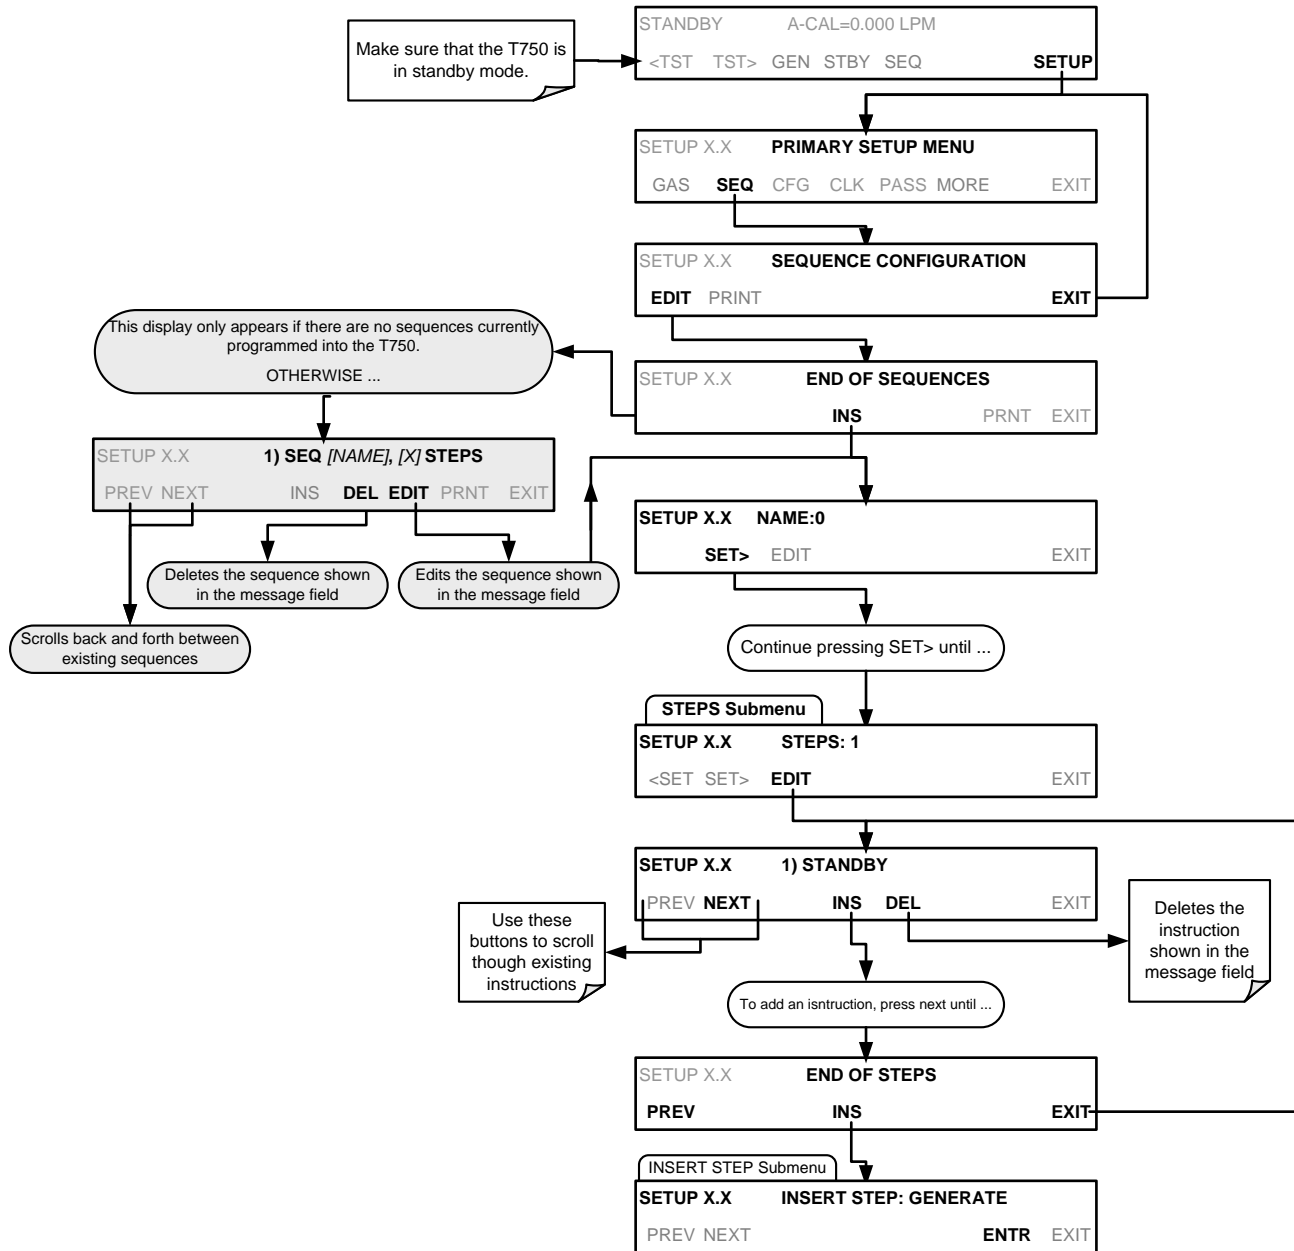 Make sure that the T750 is
in standby mode.
STANDBY A-CAL=0.000 LPM
<TST TST> GEN STBY SEQ SETUP
SETUP X.X PRIMARY SETUP MENU
GAS SEQ CFG CLK PASS MORE EXIT
SETUP X.X SEQUENCE CONFIGURATION
EDIT PRINT EXIT
This display only appears if there are no sequences currently
programmed into the T750.
OTHERWISE ...
SETUP X.X END OF SEQUENCES
INS PRNT EXIT
SETUP X.X 1) SEQ [NAME], [X] STEPS
PREV NEXT INS DEL EDIT PRNT EXIT
Deletes the sequence shown
in the message field
Edits the sequence shown
in the message field
Scrolls back and forth between
existing sequences
SETUP X.X NAME:0
SET> EDIT EXIT
Continue pressing SET> until ...
STEPS Submenu
SETUP X.X STEPS: 1
<SET SET> EDIT EXIT
SETUP X.X 1) STANDBY
PREV NEXT INS DEL EXIT
Use these
buttons to scroll
though existing
instructions
Deletes the
instruction
shown in the
message field
To add an isntruction, press next until ...
SETUP X.X END OF STEPS
PREV INS EXIT
INSERT STEP Submenu
SETUP X.X INSERT STEP: GENERATE
PREV NEXT ENTR EXIT